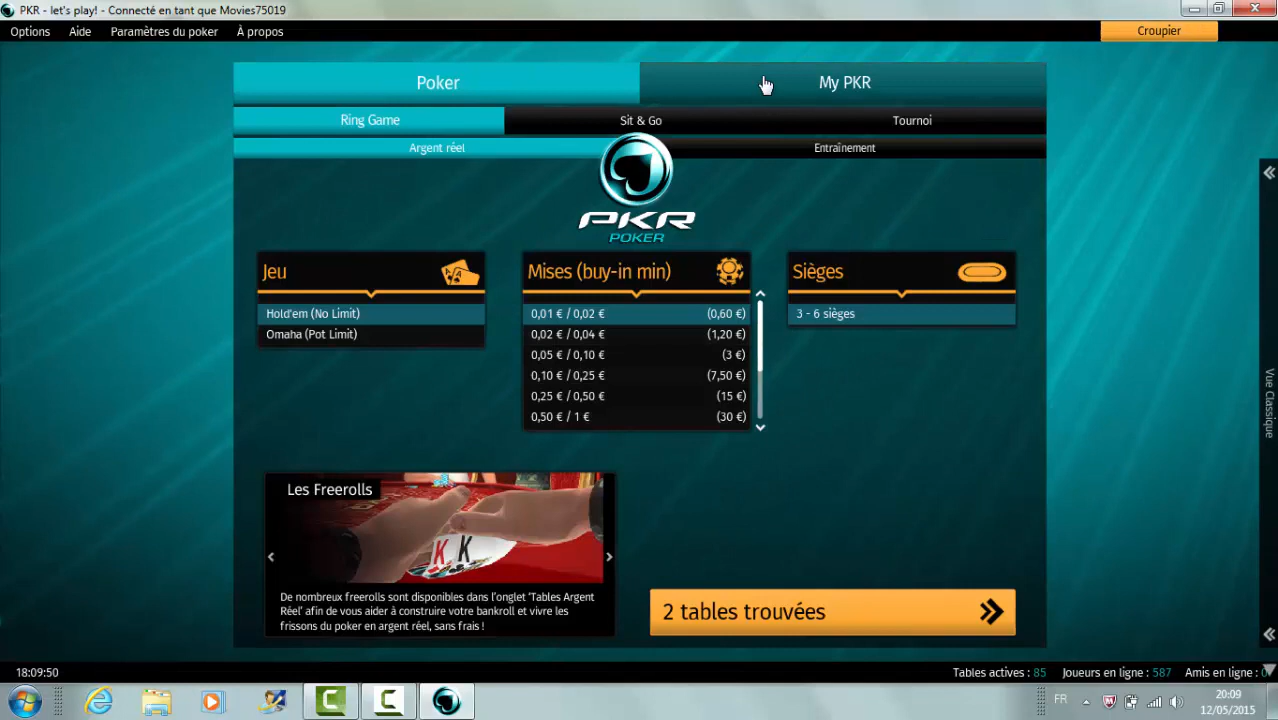 PKR - let's play! - Connecté en tant que Movies75019
Options Aide Paramètres du poker À propos
Croupier
Poker My PKR
Ring Game Sit & Go Tournoi
Argent réel Entraînement
PKR
POKER
Jeu
Hold'em (No Limit)
Omaha (Pot Limit)
Mises (buy-in min)
0,01 € / 0,02 € (0,60 €)
0,02 € / 0,04 € (1,20 €)
0,05 € / 0,10 € (3 €)
0,10 € / 0,25 € (7,50 €)
0,25 € / 0,50 € (15 €)
0,50 € / 1 € (30 €)
Sièges
3 - 6 sièges
Vue Classique
Les Freerolls
K K
De nombreux freerolls sont disponibles dans l'onglet 'Tables Argent
Réel' afin de vous aider à construire votre bankroll et vivre les
frissons du poker en argent réel, sans frais !
2 tables trouvées
18:09:50
Tables actives : 85 Joueurs en ligne : 587 Amis en ligne :
FR
20:09
12/05/2015